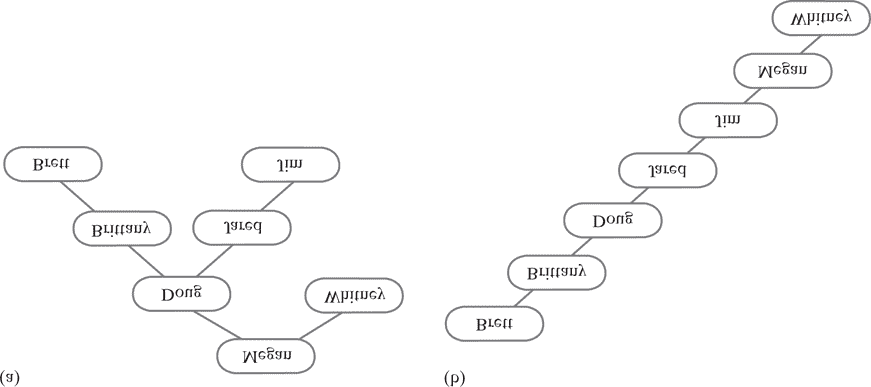 Whitney
Megan
Jim
Jared
Doug
Brittany
Brett
(b)
Brett
Jim
Brittany
Jared
Doug
Whitney
Megan
(a)